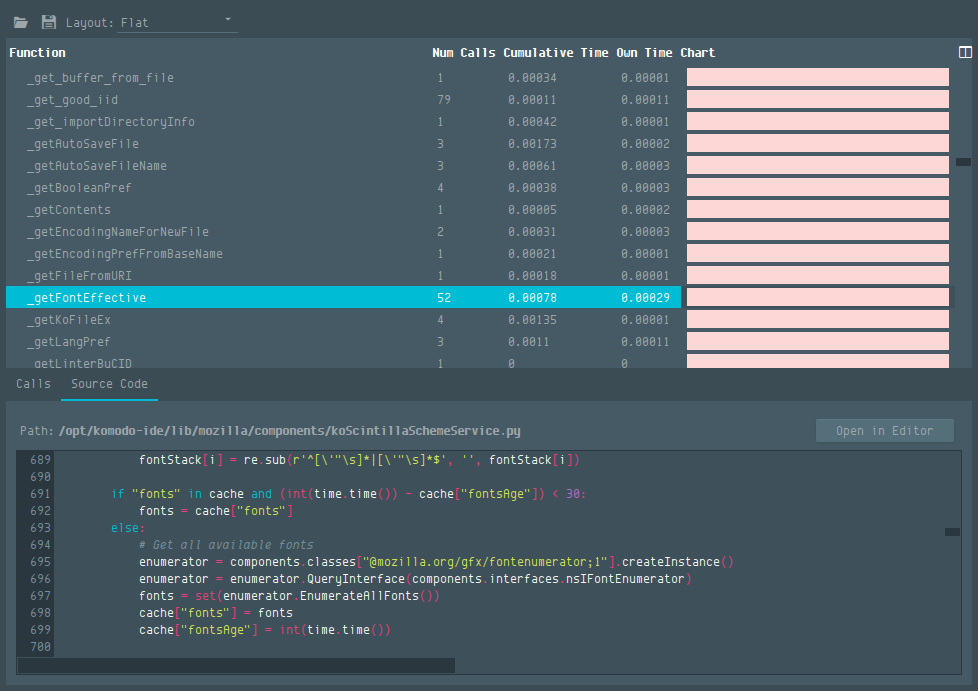 Layout: Flat
Function Num Calls Cumulative Time Own Time Chart
_get_buffer_from_file 1 0.00034 0.00001
_get_good_iid 79 0.00011 0.00011
_get_importDirectoryInfo 1 0.00042 0.00001
_getAutoSaveFile 3 0.00173 0.00002
_getAutoSaveFileName 3 0.00061 0.00003
_getBooleanPref 4 0.00038 0.00003
_getContents 1 0.00005 0.00002
_getEncodingNameForNewFile 2 0.00031 0.00003
_getEncodingPrefFromBaseName 1 0.00021 0.00001
_getFileFromURI 1 0.00018 0.00001
_getFontEffective 52 0.00078 0.00029
_getKoFileEx 4 0.00135 0.00001
_getLangPref 3 0.0011 0.00011
_getLinterByCID 1 0 0
Calls Source Code
Path: /opt/komodo-ide/lib/mozilla/components/koScintillaSchemeService.py Open in Editor
689 fontStack[i] = re.sub(r'^[\'"\s]*|[\'"\s]*$', '', fontStack[i])
690
691 if "fonts" in cache and (int(time.time()) - cache["fontsAge"]) < 30:
692 fonts = cache["fonts"]
693 else:
694 # Get all available fonts
695 enumerator = components.classes["@mozilla.org/gfx/fontenumerator;1"].createInstance()
696 enumerator = enumerator.QueryInterface(components.interfaces.nsIFontEnumerator)
697 fonts = set(enumerator.EnumerateAllFonts())
698 cache["fonts"] = fonts
699 cache["fontsAge"] = int(time.time())
700